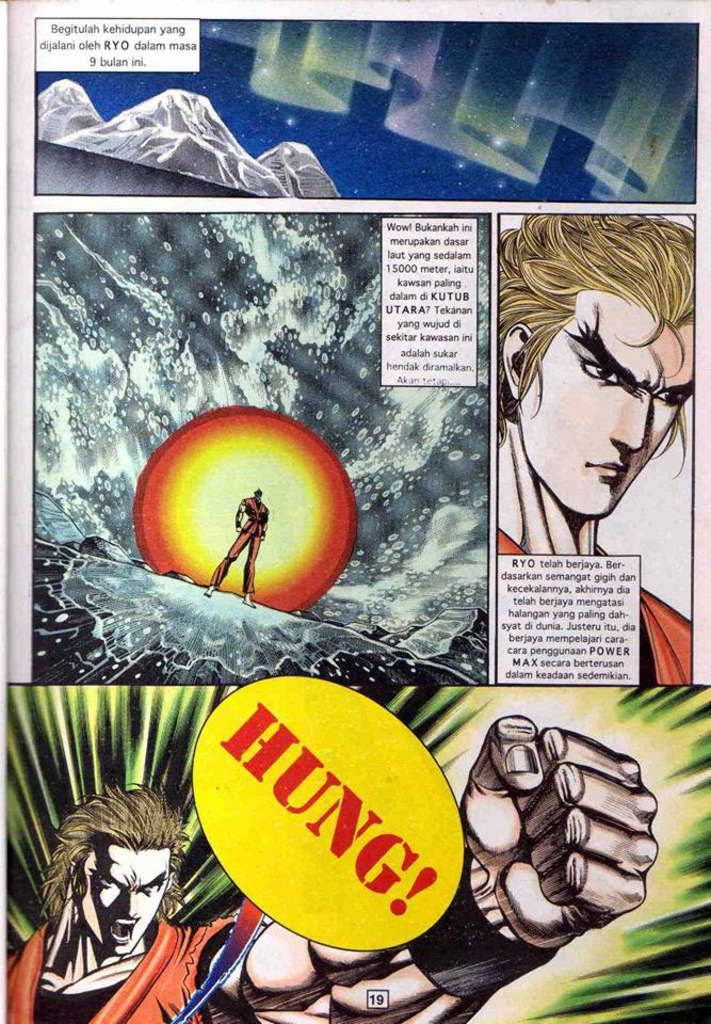 Begitulah kehidupan yang
dijalani oleh RYO dalam masa
9 bulan ini.
Wow! Bukankah ini
merupakan dasar
laut yang sedalam
15000 meter, iaitu
kawsan paling
dalam di KUTUB
UTARA? Tekanan
yang wujud di
sekitar kawasan ini
adalah sukar
hendak diramalkan.
Akan tetapi....
RYO telah berjaya. Ber-
dasarkan semangat gigih dan
kecekalannya, akhirnya dia
telah berjaya mengatasi
halangan yang paling dah-
syat di dunia. Justeru itu, dia
berjaya mempelajari cara-
cara penggunaan POWER
MAX secara berterusan
dalam keadaan sedemikian.
HUNG!
19